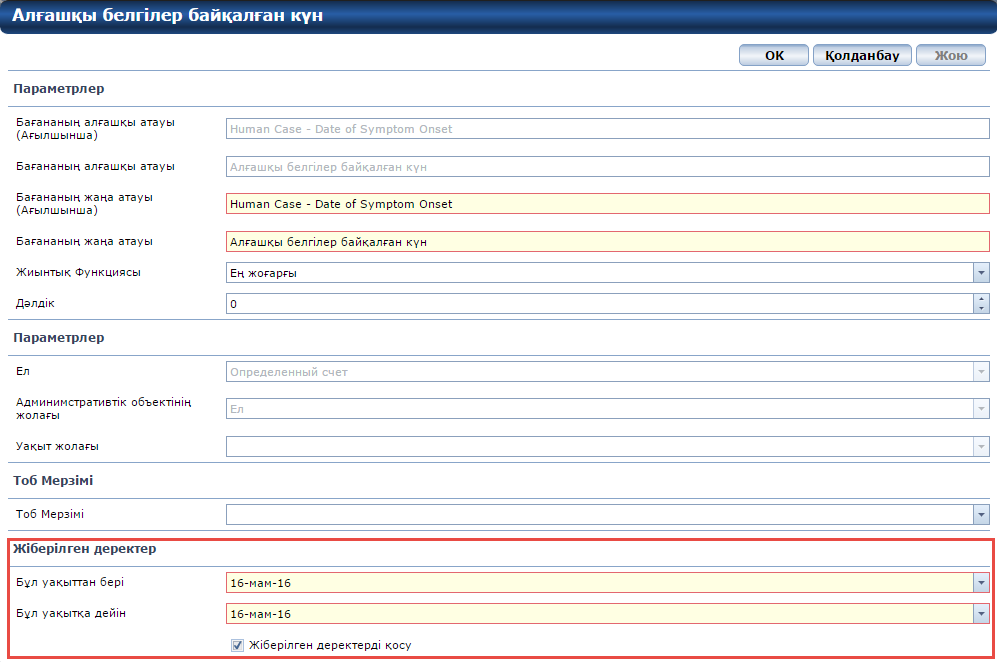 Алғашқы белгілер байқалған күн
OK Қолданбау Жою
Параметрлер
Бағананың алғашқы атауы
(Ағылшынша)
Human Case - Date of Symptom Onset
Бағананың алғашқы атауы
Алғашқы белгілер байқалған күн
Бағананың жаңа атауы
(Ағылшынша)
Human Case - Date of Symptom Onset
Бағананың жаңа атауы
Алғашқы белгілер байқалған күн
Жиынтық Функциясы
Ең жоғарғы
Дәлдік
0
Параметрлер
Ел
Определенный счет
Админимстративтік объектінің
жолағы
Ел
Уақыт жолағы
Тоб Мерзімі
Тоб Мерзімі
Жіберілген деректер
Бұл уақыттан бері
16-мам-16
Бұл уақытқа дейін
16-мам-16
Жіберілген деректерді қосу